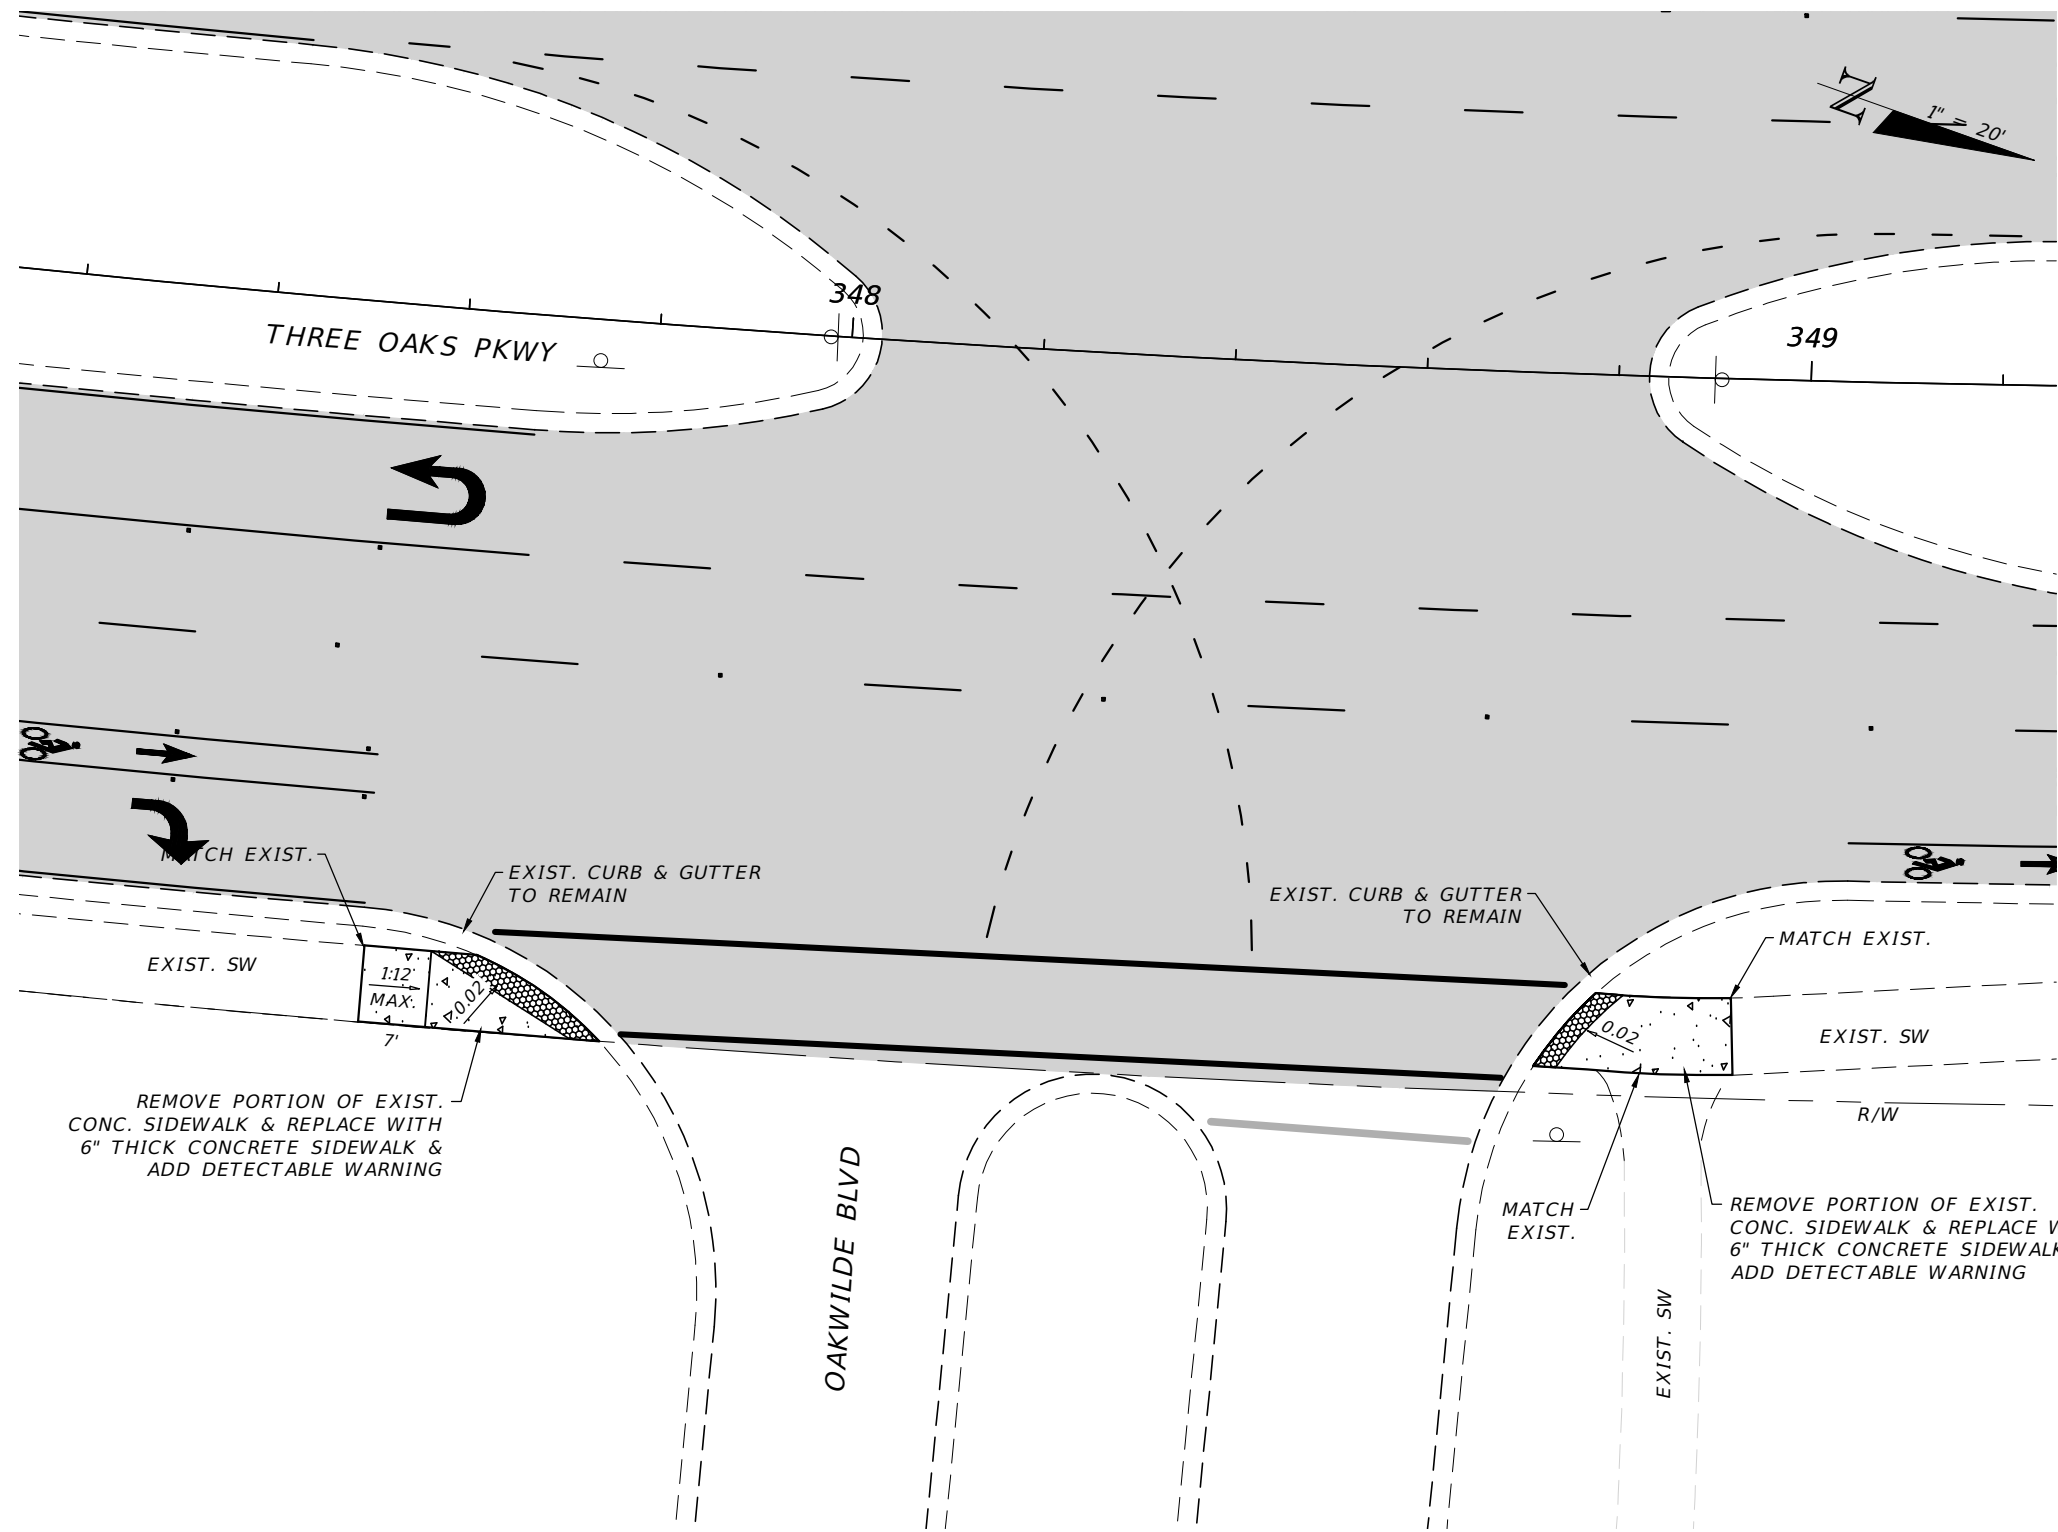 N
1" = 20'
348
THREE OAKS PKWY
349
MATCH EXIST.
EXIST. CURB & GUTTER
TO REMAIN
EXIST. CURB & GUTTER
TO REMAIN
MATCH EXIST.
EXIST. SW
1:12
MAX.
0.02
7'
0.02
EXIST. SW
R/W
REMOVE PORTION OF EXIST.
CONC. SIDEWALK & REPLACE WITH
6" THICK CONCRETE SIDEWALK &
ADD DETECTABLE WARNING
OAKWILDE BLVD
MATCH
EXIST.
REMOVE PORTION OF EXIST.
CONC. SIDEWALK & REPLACE
6" THICK CONCRETE SIDEWALK
ADD DETECTABLE WARNING
EXIST. SW